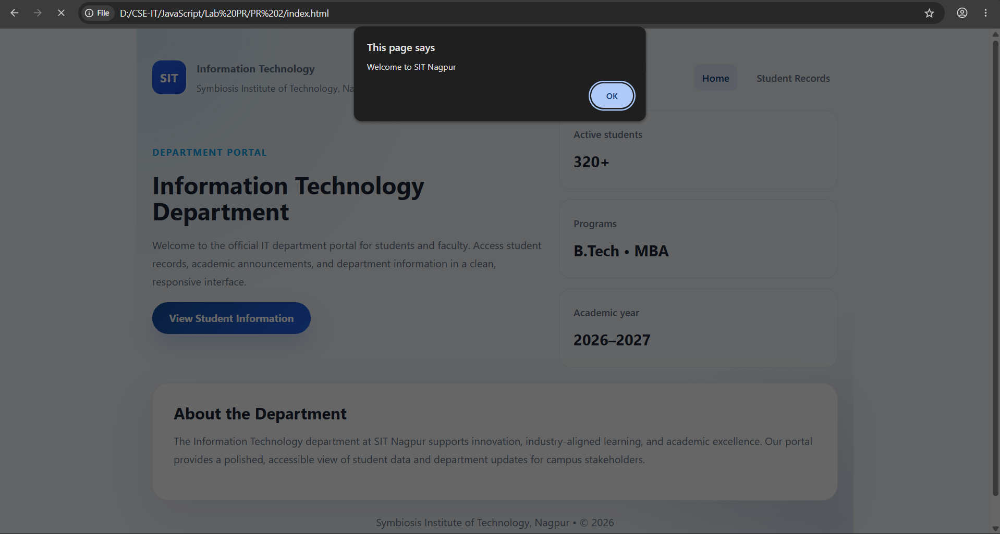 File D:/CSE-IT/JavaScript/Lab%20PR/PR%202/index.html
This page says
Welcome to SIT Nagpur
OK
SIT
Information Technology
Symbiosis Institute of Technology,
Home
Student Records
DEPARTMENT PORTAL
Information Technology
Department
Welcome to the official IT department portal for students and faculty. Access student
records, academic announcements, and department information in a clean,
responsive interface.
View Student Information
Active students
320+
Programs
B.Tech • MBA
Academic year
2026–2027
About the Department
The Information Technology department at SIT Nagpur supports innovation, industry-aligned learning, and academic excellence. Our portal
provides a polished, accessible view of student data and department updates for campus stakeholders.
Symbiosis Institute of Technology, Nagpur • © 2026